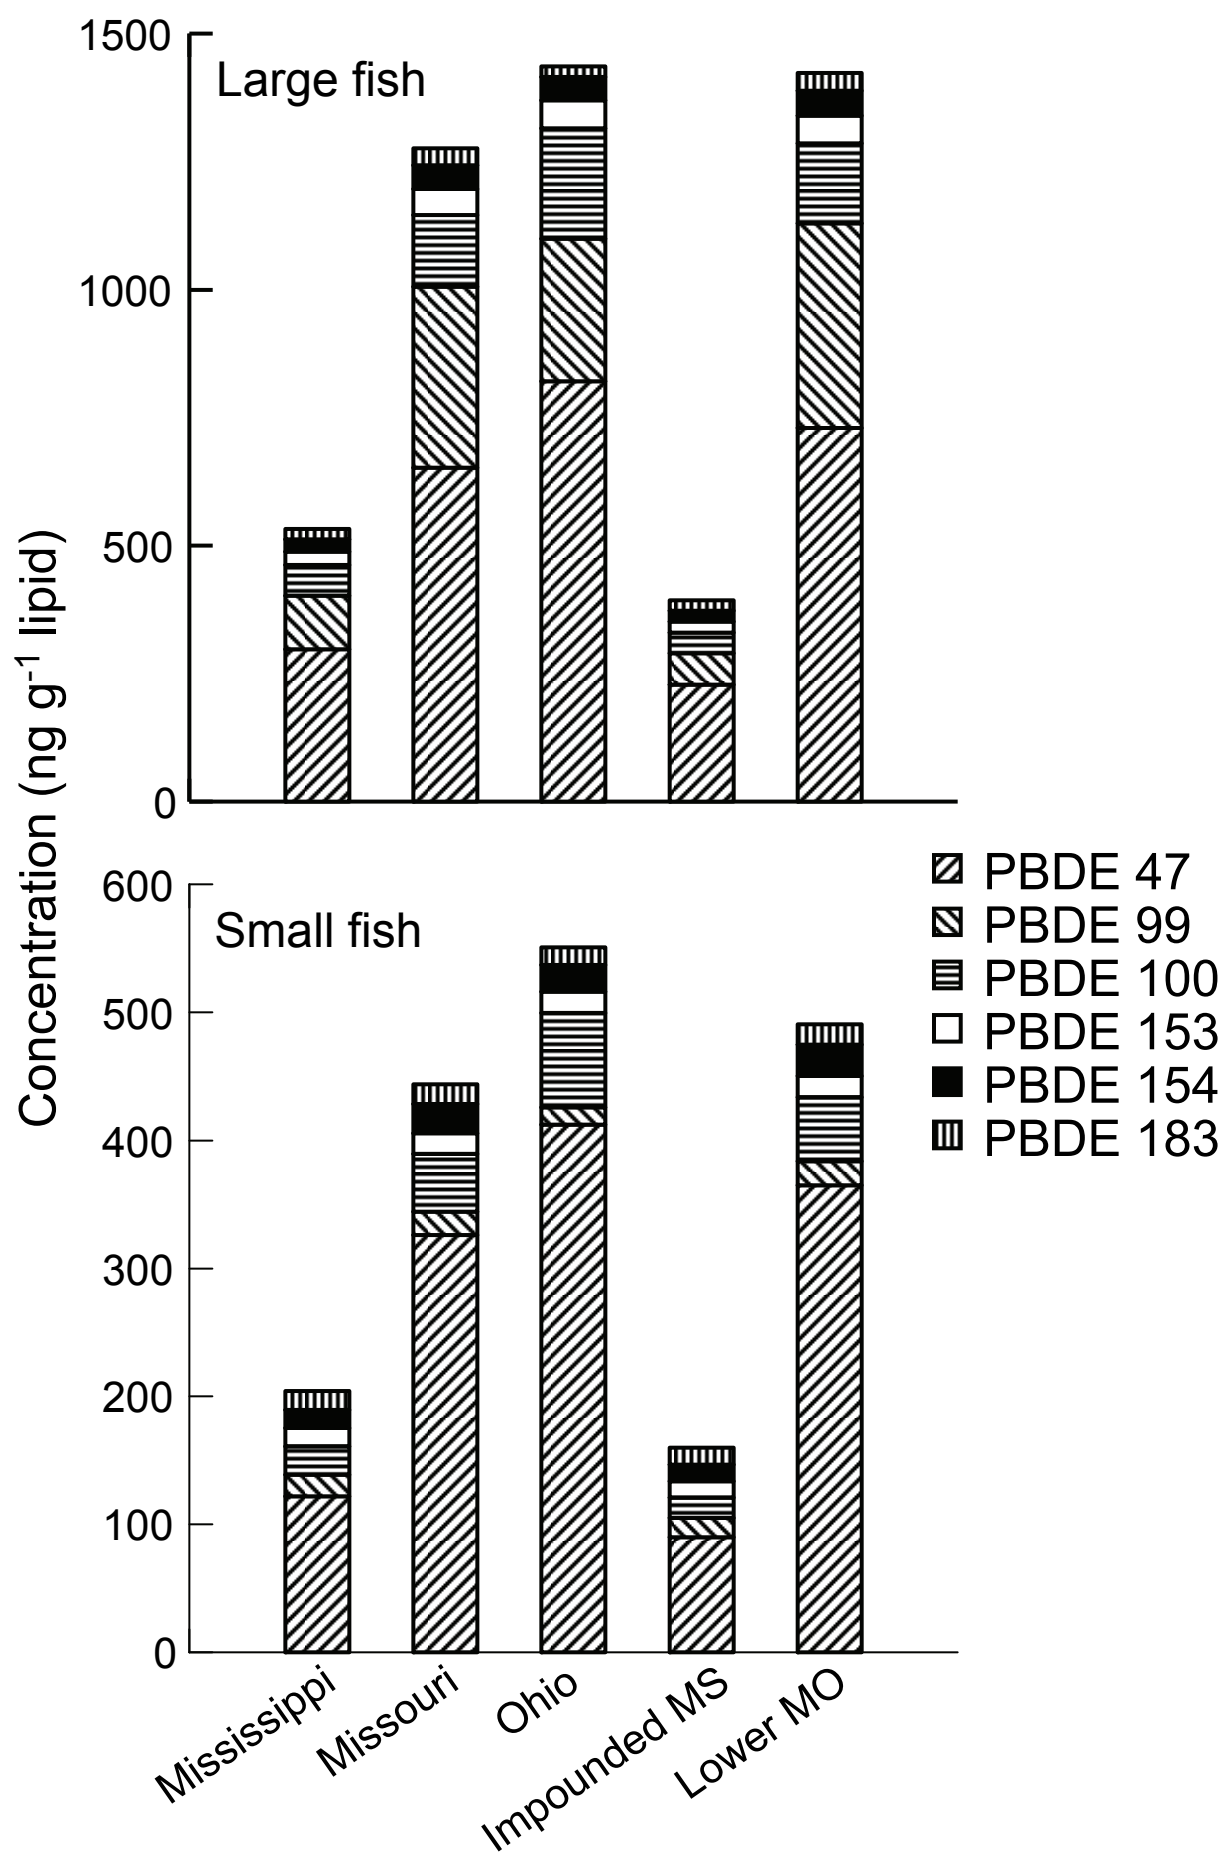 Concentration (ng g⁻¹ lipid)
1500
1000
500
0
Large fish
600
500
400
300
200
100
0
Small fish
PBDE 47
PBDE 99
PBDE 100
PBDE 153
PBDE 154
PBDE 183
Mississippi
Missouri
Ohio
Impounded MS
Lower MO